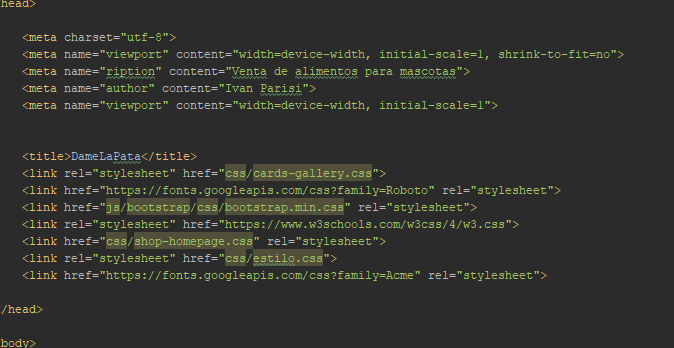 head>
<meta charset="utf-8">
<meta name="viewport" content="width=device-width, initial-scale=1, shrink-to-fit=no">
<meta name="ription" content="Venta de alimentos para mascotas">
<meta name="author" content="Ivan Parisi">
<meta name="viewport" content="width=device-width, initial-scale=1">
<title>DameLaPata</title>
<link rel="stylesheet" href="css/cards-gallery.css">
<link href="https://fonts.googleapis.com/css?family=Roboto" rel="stylesheet">
<link href="js/bootstrap/css/bootstrap.min.css" rel="stylesheet">
<link rel="stylesheet" href="https://www.w3schools.com/w3css/4/w3.css">
<link href="css/shop-homepage.css" rel="stylesheet">
<link rel="stylesheet" href="css/estilo.css">
<link href="https://fonts.googleapis.com/css?family=Acme" rel="stylesheet">
</head>
body>